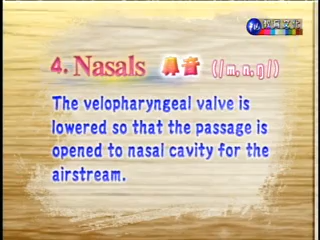 4. Nasals 鼻音 (/m, n, ŋ/)
The velopharyngeal valve is
lowered so that the passage is
opened to nasal cavity for the
airstream.